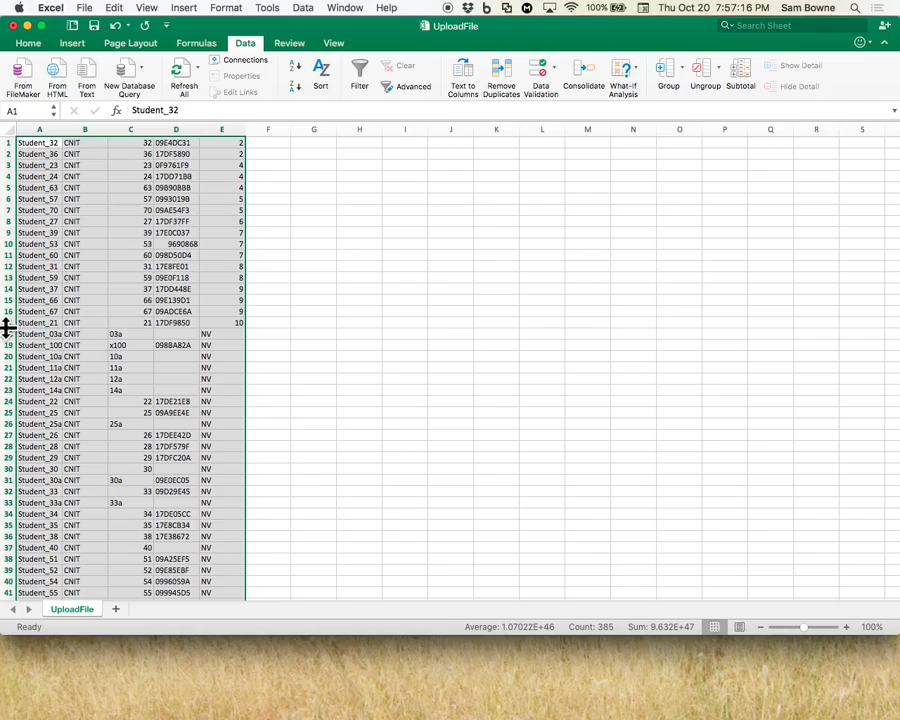 Excel File Edit View Insert Format Tools Data Window Help 100% Thu Oct 20 7:57:16 PM Sam Bowne
UploadFile Search Sheet
Home Insert Page Layout Formulas Data Review View
Connections Clear Show Detail
Properties
From FileMaker From HTML From Text New Database Query Refresh All Edit Links Sort Filter Advanced Text to Columns Remove Duplicates Data Validation Consolidate What-If Analysis Group Ungroup Subtotal Hide Detail
A1 fx Student_32
A B C D E F G H I J K L M N O P Q R S
1 Student_32 CNIT 32 09E4DC31 2
2 Student_36 CNIT 36 17DF5890 2
3 Student_23 CNIT 23 0F9761F9 4
4 Student_24 CNIT 24 17DD71BB 4
5 Student_63 CNIT 63 09B90BBB 4
6 Student_57 CNIT 57 0993019B 5
7 Student_70 CNIT 70 09AE54F3 5
8 Student_27 CNIT 27 17DF37FF 6
9 Student_39 CNIT 39 17E0C037 7
10 Student_53 CNIT 53 9690868 7
11 Student_60 CNIT 60 098D50D4 7
12 Student_31 CNIT 31 17E8FE01 8
13 Student_59 CNIT 59 09E0F118 8
14 Student_37 CNIT 37 17DD448E 9
15 Student_66 CNIT 66 09E139D1 9
16 Student_67 CNIT 67 09ADCE6A 9
Student_21 CNIT 21 17DF9850 10
Student_03a CNIT 03a NV
19 Student_100 CNIT x100 098BA82A NV
20 Student_10a CNIT 10a NV
21 Student_11a CNIT 11a NV
22 Student_12a CNIT 12a NV
23 Student_14a CNIT 14a NV
24 Student_22 CNIT 22 17DE21E8 NV
25 Student_25 CNIT 25 09A9EE4E NV
26 Student_25a CNIT 25a NV
27 Student_26 CNIT 26 17DEE42D NV
28 Student_28 CNIT 28 17DF579F NV
29 Student_29 CNIT 29 17DFC20A NV
30 Student_30 CNIT 30 NV
31 Student_30a CNIT 30a 09E0EC05 NV
32 Student_33 CNIT 33 09D29E45 NV
33 Student_33a CNIT 33a NV
34 Student_34 CNIT 34 17DE05CC NV
35 Student_35 CNIT 35 17E8CB34 NV
36 Student_38 CNIT 38 17E38672 NV
37 Student_40 CNIT 40 NV
38 Student_51 CNIT 51 09A25EF5 NV
39 Student_52 CNIT 52 09E85EBF NV
40 Student_54 CNIT 54 0996059A NV
41 Student_55 CNIT 55 099945D5 NV
UploadFile
Ready Average: 1.07022E+46 Count: 385 Sum: 9.632E+47 100%